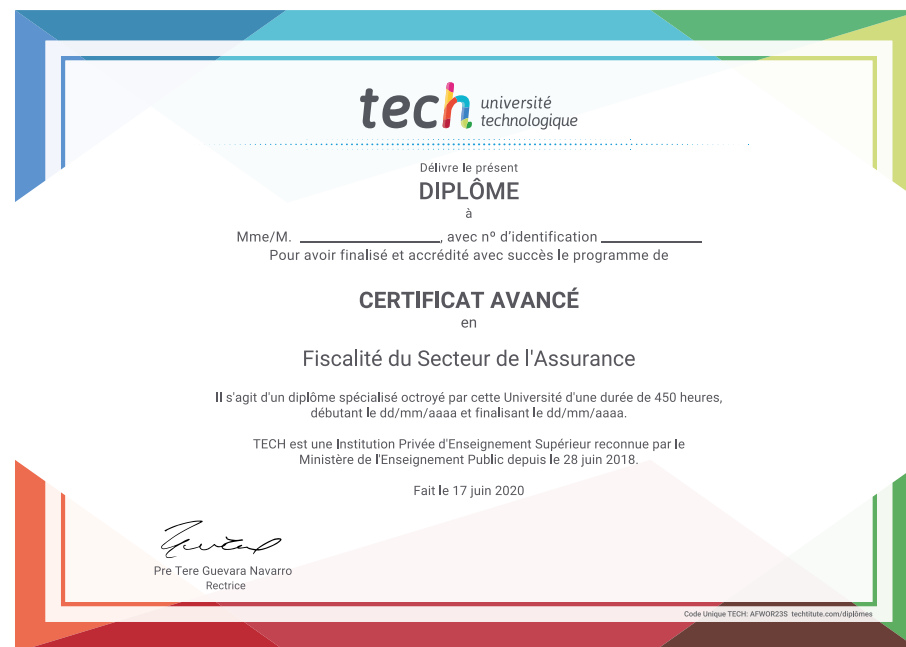 tech université
technologique
Délivre le présent
DIPLÔME
à
Mme/M. ____________________, avec nº d'identification ______________
Pour avoir finalisé et accrédité avec succès le programme de
CERTIFICAT AVANCÉ
en
Fiscalité du Secteur de l'Assurance
Il s'agit d'un diplôme spécialisé octroyé par cette Université d'une durée de 450 heures,
débutant le dd/mm/aaaa et finalisant le dd/mm/aaaa.
TECH est une Institution Privée d'Enseignement Supérieur reconnue par le
Ministère de l'Enseignement Public depuis le 28 juin 2018.
Fait le 17 juin 2020
Pre Tere Guevara Navarro
Rectrice
Code Unique TECH: AFWOR23S techtitute.com/diplômes